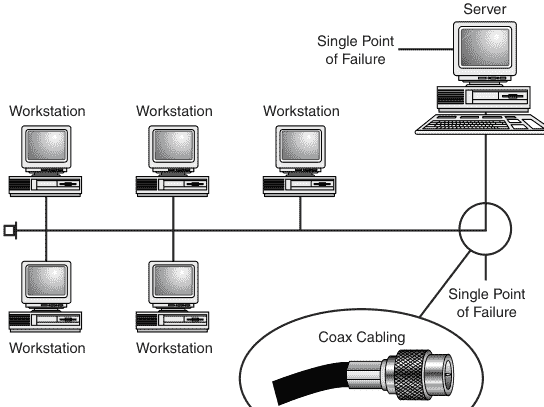 Server
Single Point
of Failure
Workstation
Workstation
Workstation
Single Point
of Failure
Workstation
Workstation
Coax Cabling